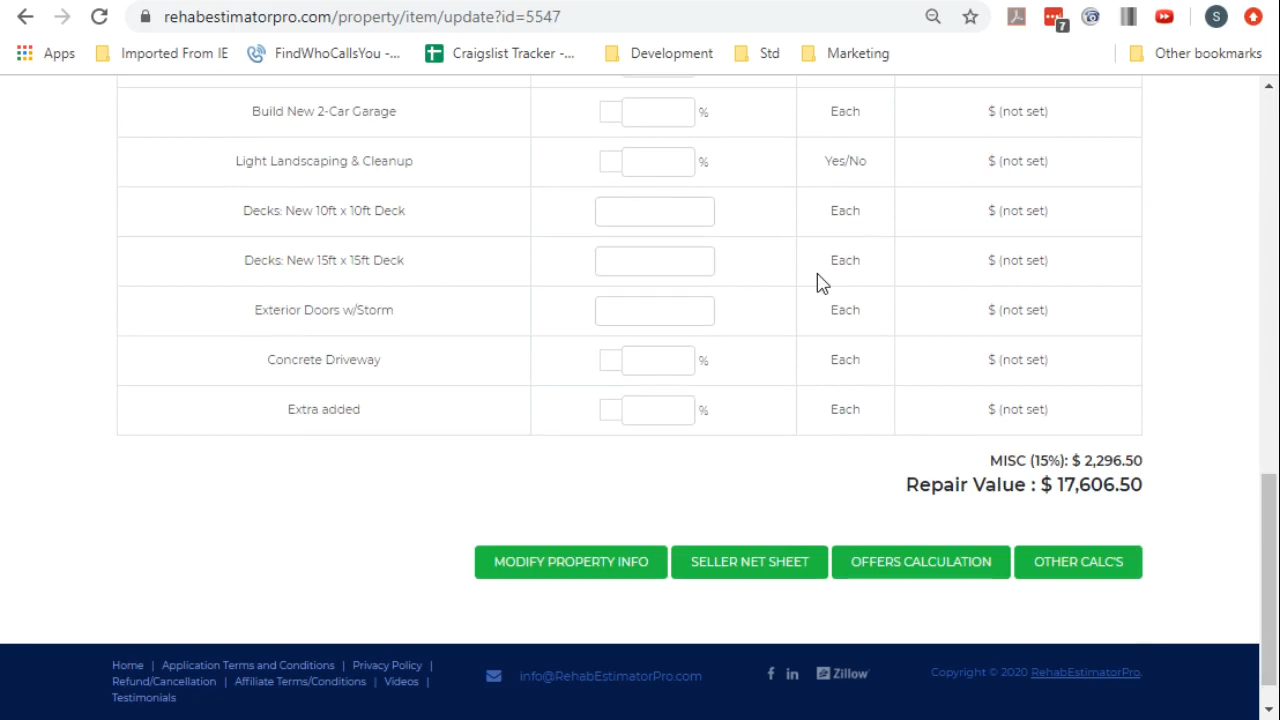 rehabestimatorpro.com/property/item/update?id=5547
7
S
Apps Imported From IE FindWhoCallsYou -... Craigslist Tracker -... Development Std Marketing Other bookmarks
Build New 2-Car Garage % Each $ (not set)
Light Landscaping & Cleanup % Yes/No $ (not set)
Decks: New 10ft x 10ft Deck Each $ (not set)
Decks: New 15ft x 15ft Deck Each $ (not set)
Exterior Doors w/Storm Each $ (not set)
Concrete Driveway % Each $ (not set)
Extra added % Each $ (not set)
MISC (15%): $ 2,296.50
Repair Value : $ 17,606.50
MODIFY PROPERTY INFO SELLER NET SHEET OFFERS CALCULATION OTHER CALC'S
Home | Application Terms and Conditions | Privacy Policy |
Refund/Cancellation | Affiliate Terms/Conditions | Videos |
Testimonials
info@RehabEstimatorPro.com
f in Zillow
Copyright © 2020 RehabEstimatorPro.